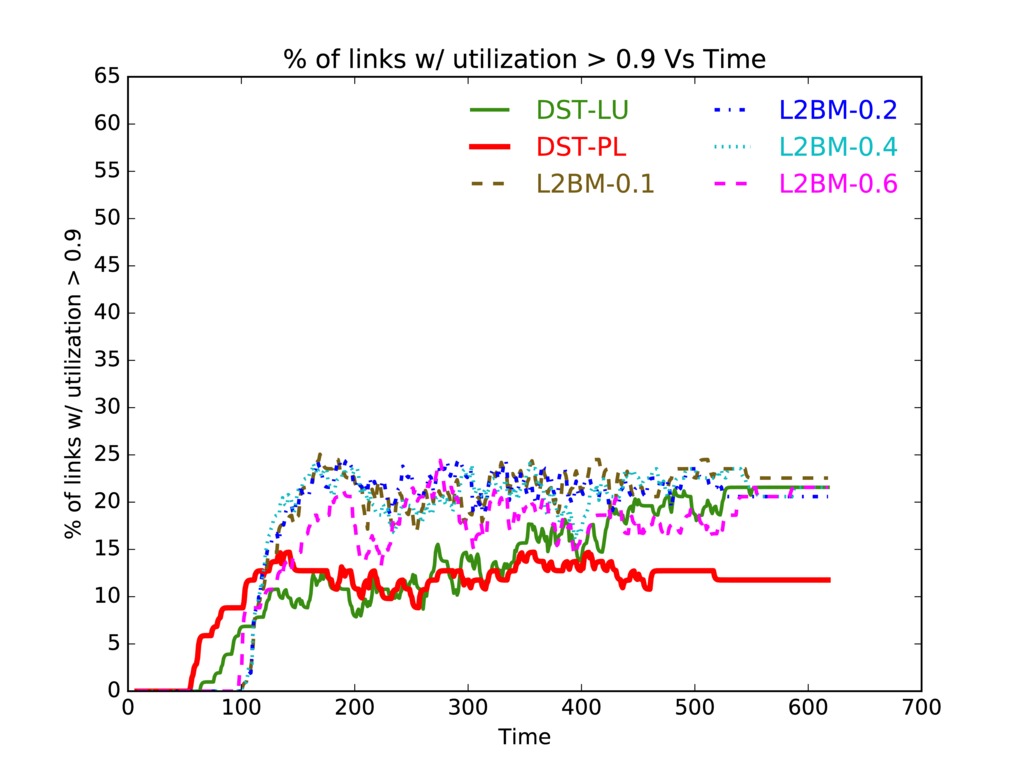 % of links w/ utilization > 0.9 Vs Time
% of links w/ utilization > 0.9
65
60
55
50
45
40
35
30
25
20
15
10
5
0
DST-LU
DST-PL
L2BM-0.1
L2BM-0.2
L2BM-0.4
L2BM-0.6
0 100 200 300 400 500 600 700
Time